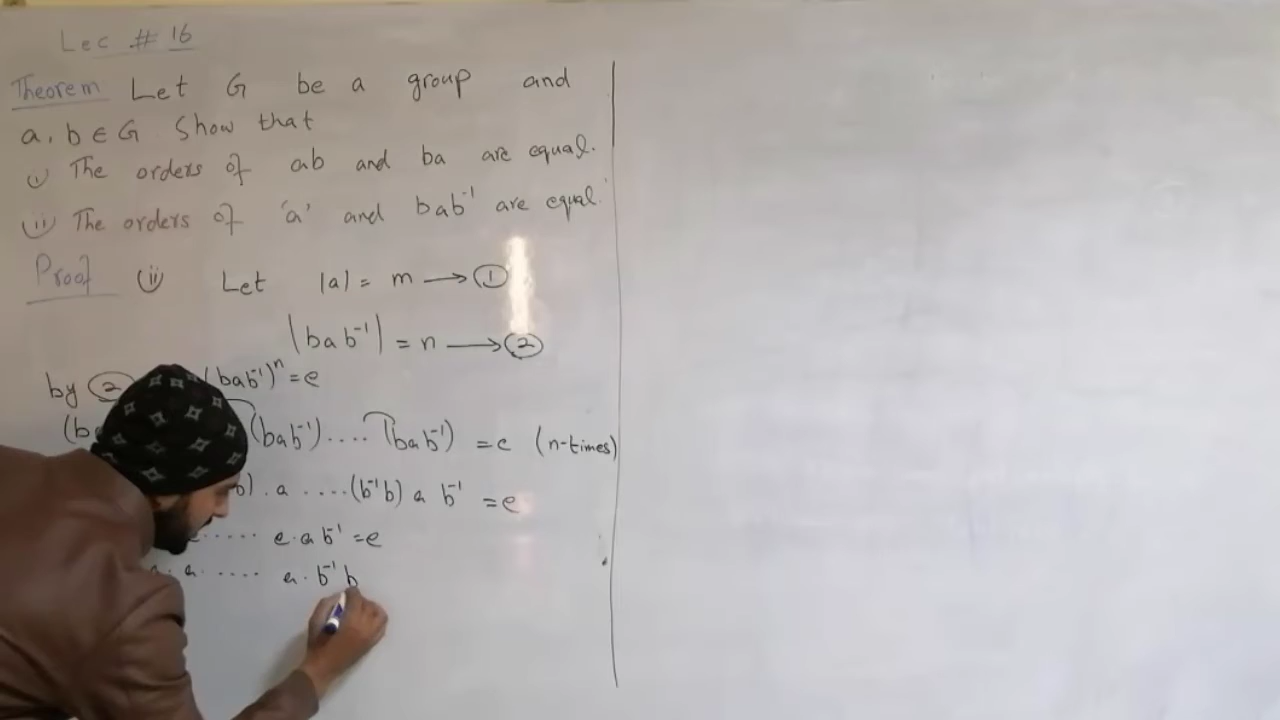 Lec # 16
Theorem Let G be a group and
a, b ∈ G Show that
(i) The orders of ab and ba are equal.
(ii) The orders of 'a' and bab⁻¹ are equal.
Proof (ii) Let |a| = m → ①
|bab⁻¹| = n → ②
by ② (bab⁻¹)ⁿ = e
(bab⁻¹) .... (bab⁻¹) = e (n-times)
b) . a .....(b⁻¹b) a b⁻¹ = e
..... e . a b⁻¹ = e
a ..... a . b⁻¹ b